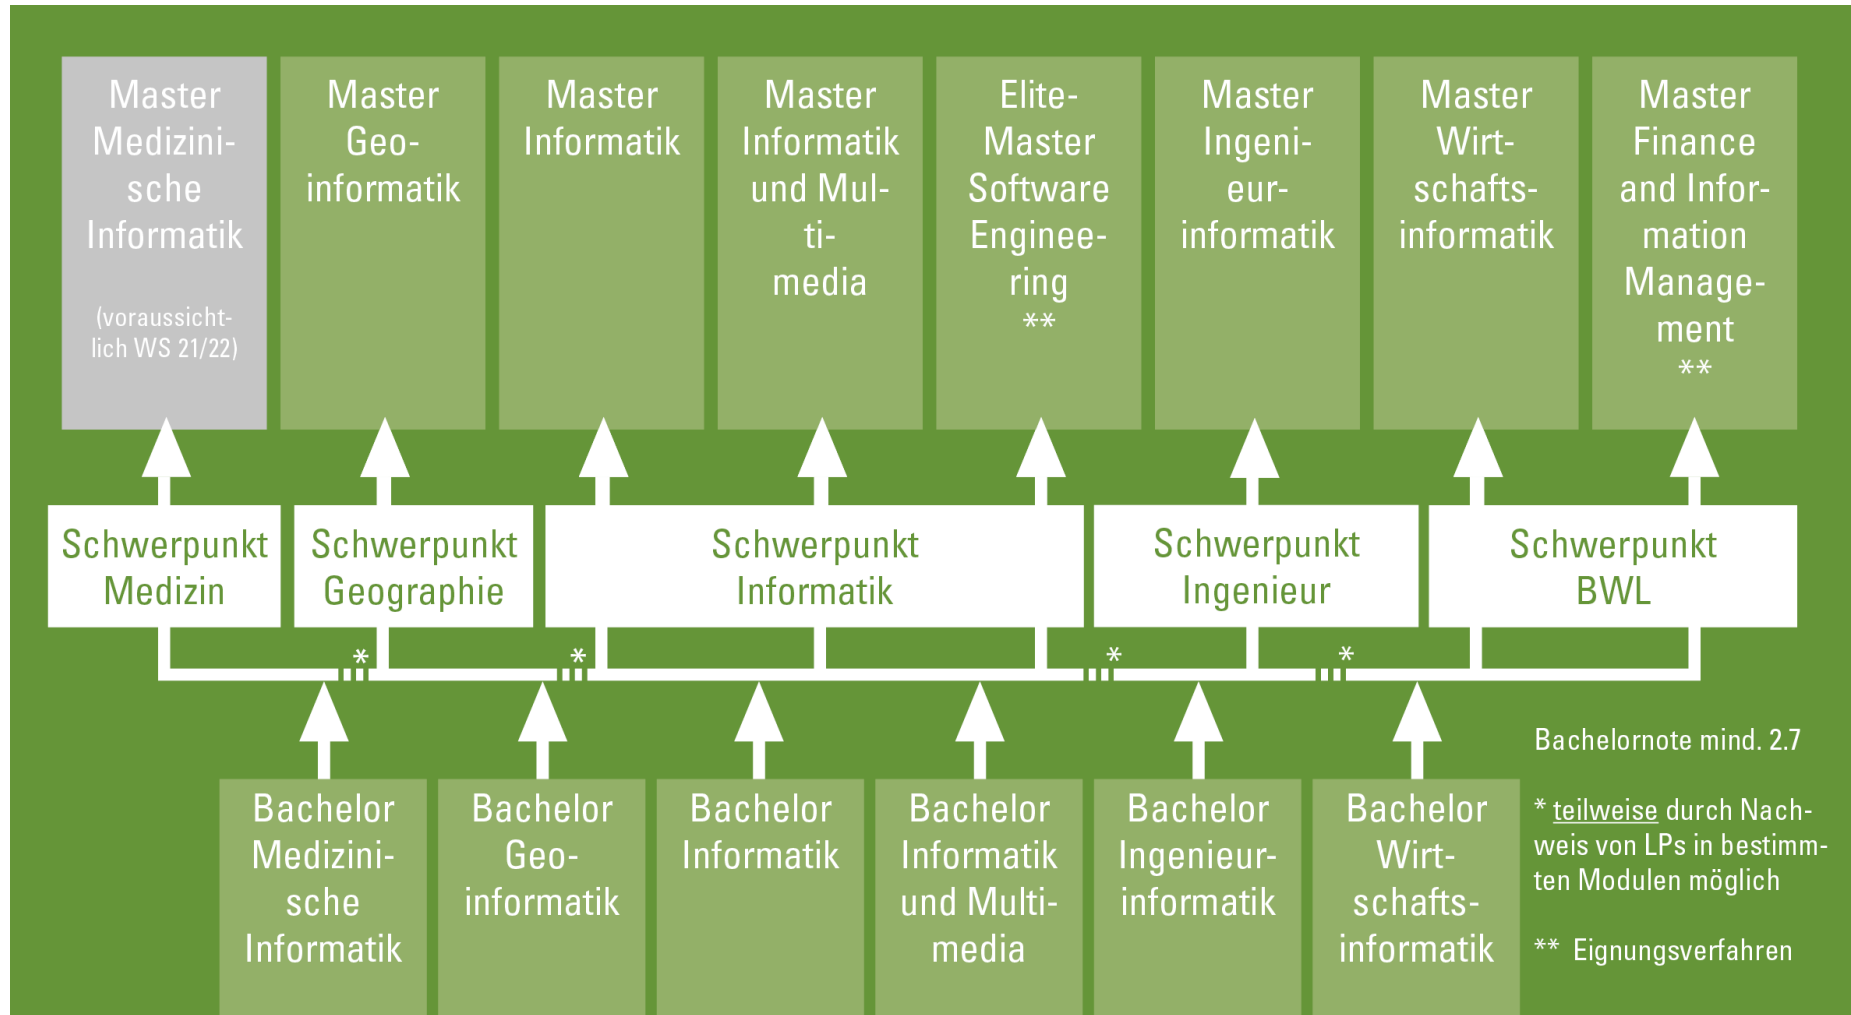 Master
Medizini-
sche
Informatik
(voraussicht-
lich WS 21/22)
Master
Geo-
informatik
Master
Informatik
Master
Informatik
und Mul-
ti-
media
Elite-
Master
Software
Enginee-
ring
**
Master
Ingeni-
eur-
informatik
Master
Wirt-
schafts-
informatik
Master
Finance
and Infor-
mation
Manage-
ment
**
Schwerpunkt
Medizin
Schwerpunkt
Geographie
Schwerpunkt
Informatik
Schwerpunkt
Ingenieur
Schwerpunkt
BWL
*
*
*
*
Bachelor
Medizini-
sche
Informatik
Bachelor
Geo-
informatik
Bachelor
Informatik
Bachelor
Informatik
und Multi-
media
Bachelor
Ingenieur-
informatik
Bachelor
Wirt-
schafts-
informatik
Bachelornote mind. 2.7
* teilweise durch Nach-
weis von LPs in bestimm-
ten Modulen möglich
** Eignungsverfahren